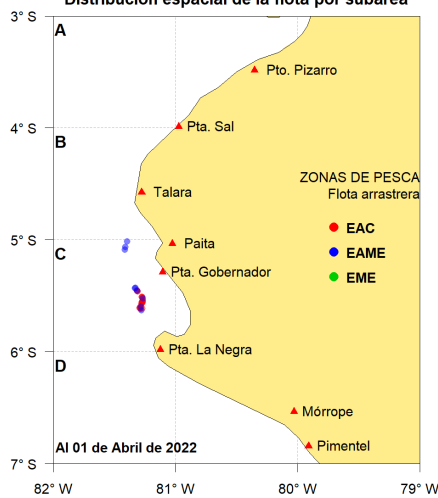 Distribución espacial de la flota por subárea
3° S
A
Pto. Pizarro
4° S
Pta. Sal
B
ZONAS DE PESCA
Flota arrastrera
Talara
EAC
5° S
Paita
C
EAME
Pta. Gobernador
EME
6° S
Pta. La Negra
D
Mórrope
Al 01 de Abril de 2022
Pimentel
7° S
82° W
81° W
80° W
79° W